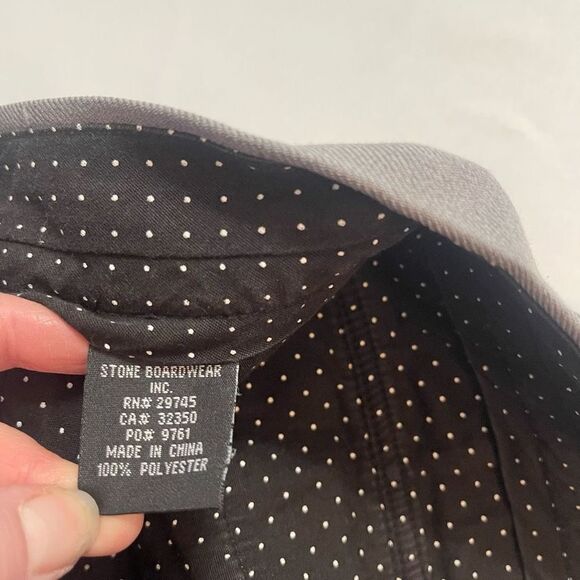 STONE BOARDWEAR
INC.
RN# 29745
CA# 32350
PO# 9761
MADE IN CHINA
100% POLYESTER